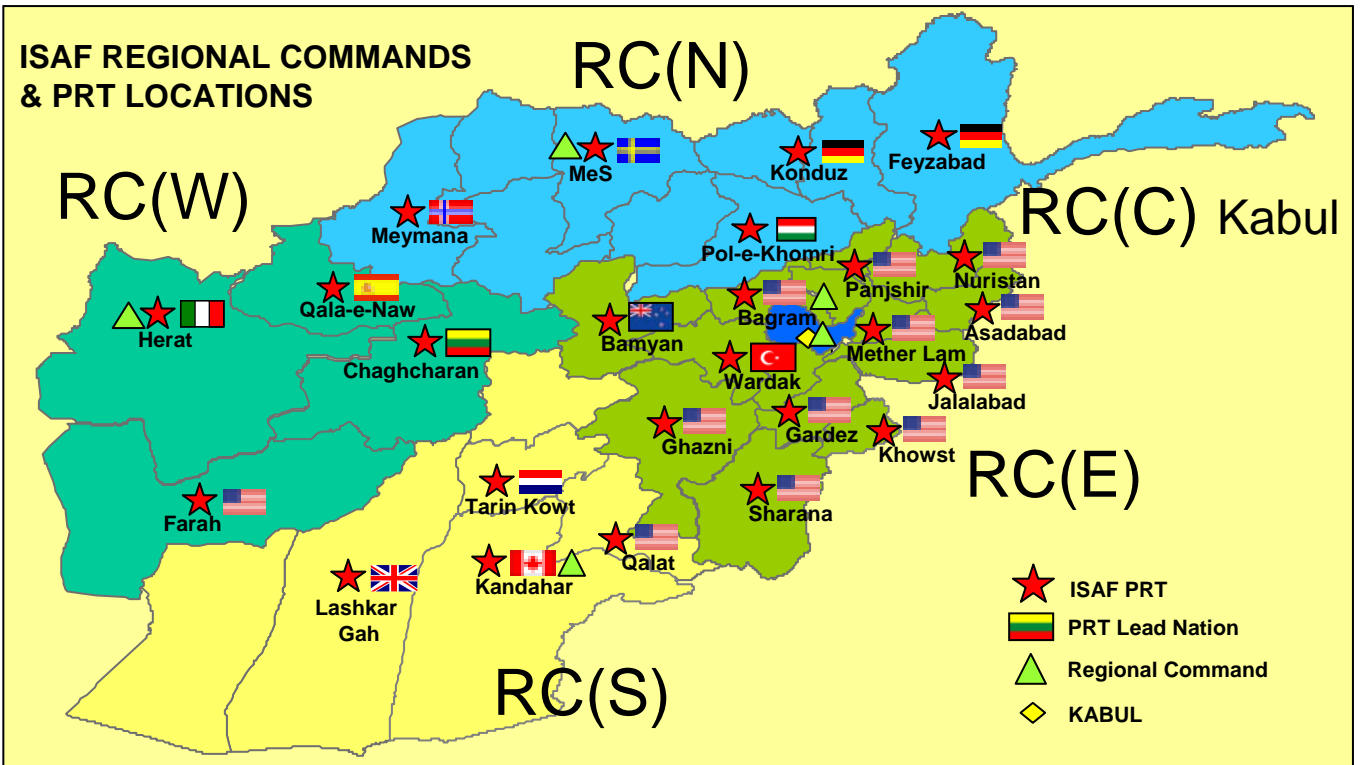 ISAF REGIONAL COMMANDS
& PRT LOCATIONS
RC(N)
RC(W)
RC(C) Kabul
MeS
Konduz
Feyzabad
Meymana
Pol-e-Khomri
Panjshir
Nuristan
Qala-e-Naw
Herat
Bagram
Asadabad
Chaghcharan
Bamyan
Mether Lam
Wardak
Jalalabad
Ghazni
Gardez
Khowst
RC(E)
Farah
Tarin Kowt
Sharana
Qalat
Kandahar
Lashkar
Gah
RC(S)
ISAF PRT
PRT Lead Nation
Regional Command
KABUL